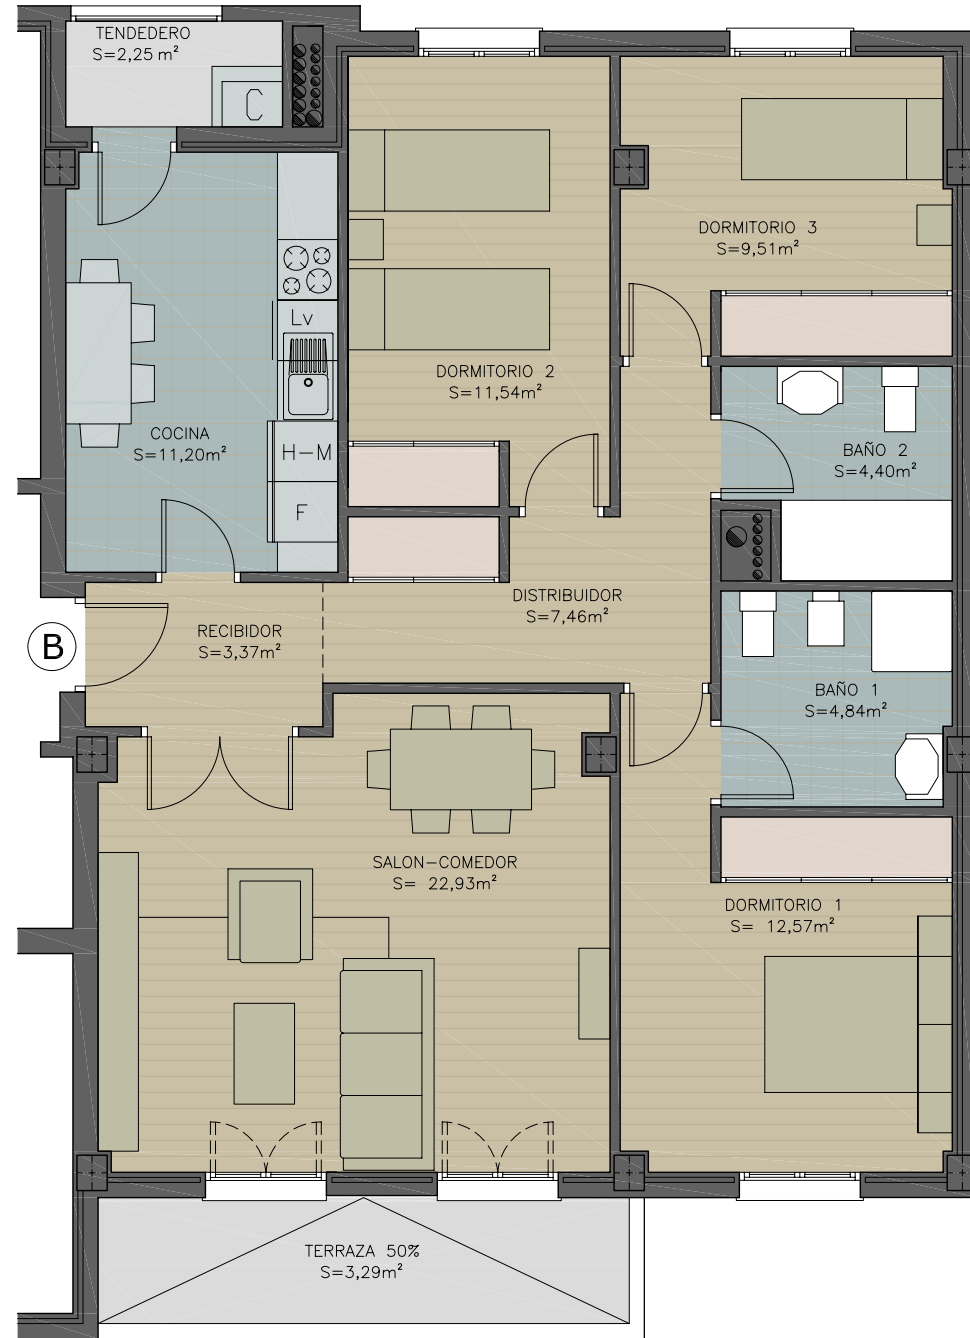 TENDEDERO
S=2,25 m²
C
DORMITORIO 3
S=9,51m²
Lv
DORMITORIO 2
S=11,54m²
COCINA
S=11,20m²
H-M
BAÑO 2
S=4,40m²
F
DISTRIBUIDOR
S=7,46m²
RECIBIDOR
S=3,37m²
B
BAÑO 1
S=4,84m²
SALON-COMEDOR
S= 22,93m²
DORMITORIO 1
S= 12,57m²
TERRAZA 50%
S=3,29m²